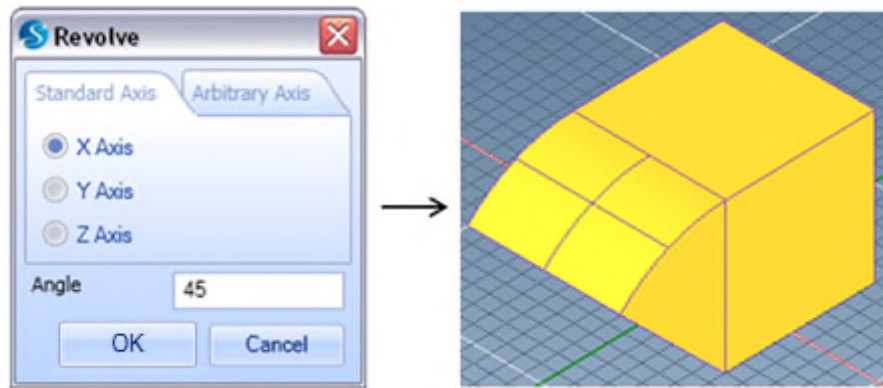 Revolve
Standard Axis Arbitrary Axis
X Axis
Y Axis
Z Axis
Angle 45
OK Cancel